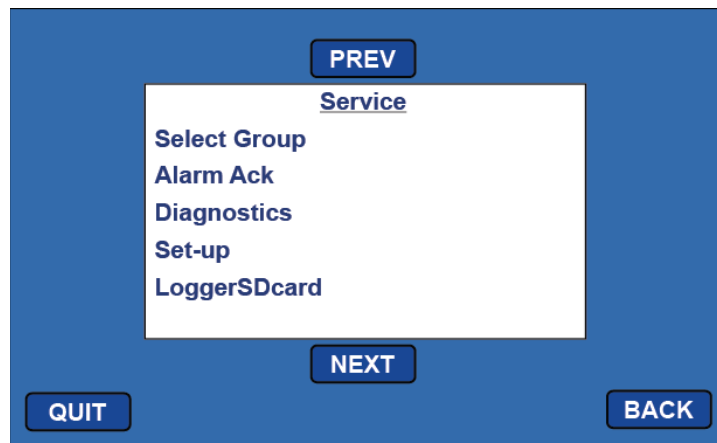 PREV
Service
Select Group
Alarm Ack
Diagnostics
Set-up
LoggerSDcard
NEXT
QUIT
BACK